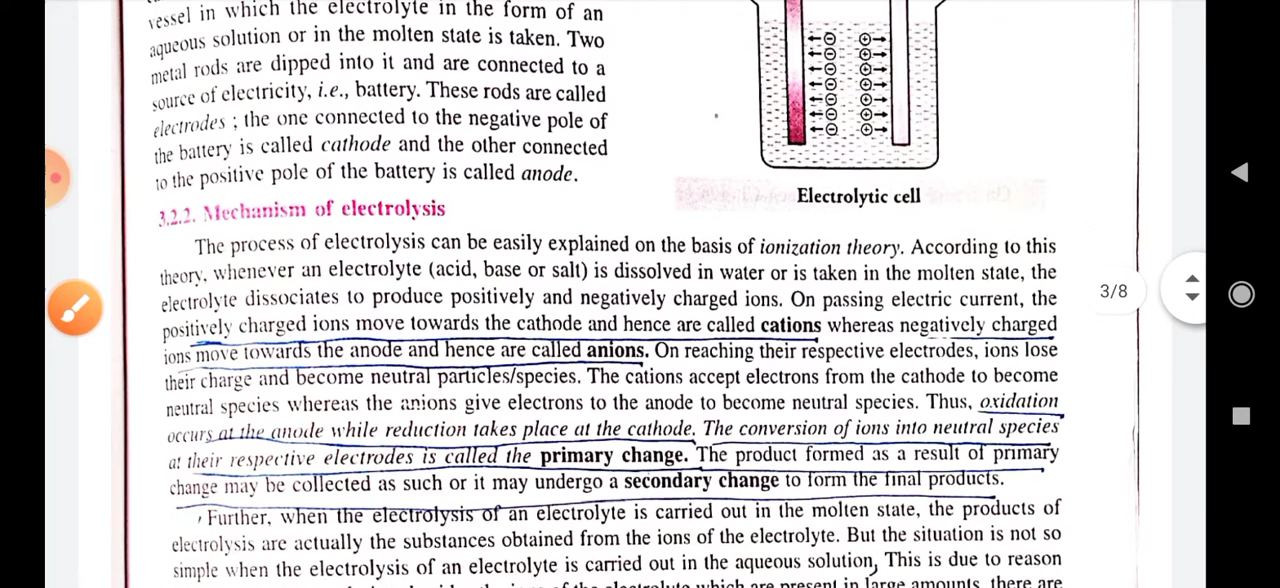 vessel in which the electrolyte in the form of an
aqueous solution or in the molten state is taken. Two
metal rods are dipped into it and are connected to a
source of electricity, i.e., battery. These rods are called
electrodes ; the one connected to the negative pole of
the battery is called cathode and the other connected
to the positive pole of the battery is called anode.
Electrolytic cell
3.2.2. Mechanism of electrolysis
The process of electrolysis can be easily explained on the basis of ionization theory. According to this
theory, whenever an electrolyte (acid, base or salt) is dissolved in water or is taken in the molten state, the
electrolyte dissociates to produce positively and negatively charged ions. On passing electric current, the
positively charged ions move towards the cathode and hence are called cations whereas negatively charged
ions move towards the anode and hence are called anions. On reaching their respective electrodes, ions lose
their charge and become neutral particles/species. The cations accept electrons from the cathode to become
neutral species whereas the anions give electrons to the anode to become neutral species. Thus, oxidation
occurs at the anode while reduction takes place at the cathode. The conversion of ions into neutral species
at their respective electrodes is called the primary change. The product formed as a result of primary
change may be collected as such or it may undergo a secondary change to form the final products.
Further, when the electrolysis of an electrolyte is carried out in the molten state, the products of
electrolysis are actually the substances obtained from the ions of the electrolyte. But the situation is not so
simple when the electrolysis of an electrolyte is carried out in the aqueous solution, This is due to reason
of the electrolyte which are present in large amounts, there are
3/8